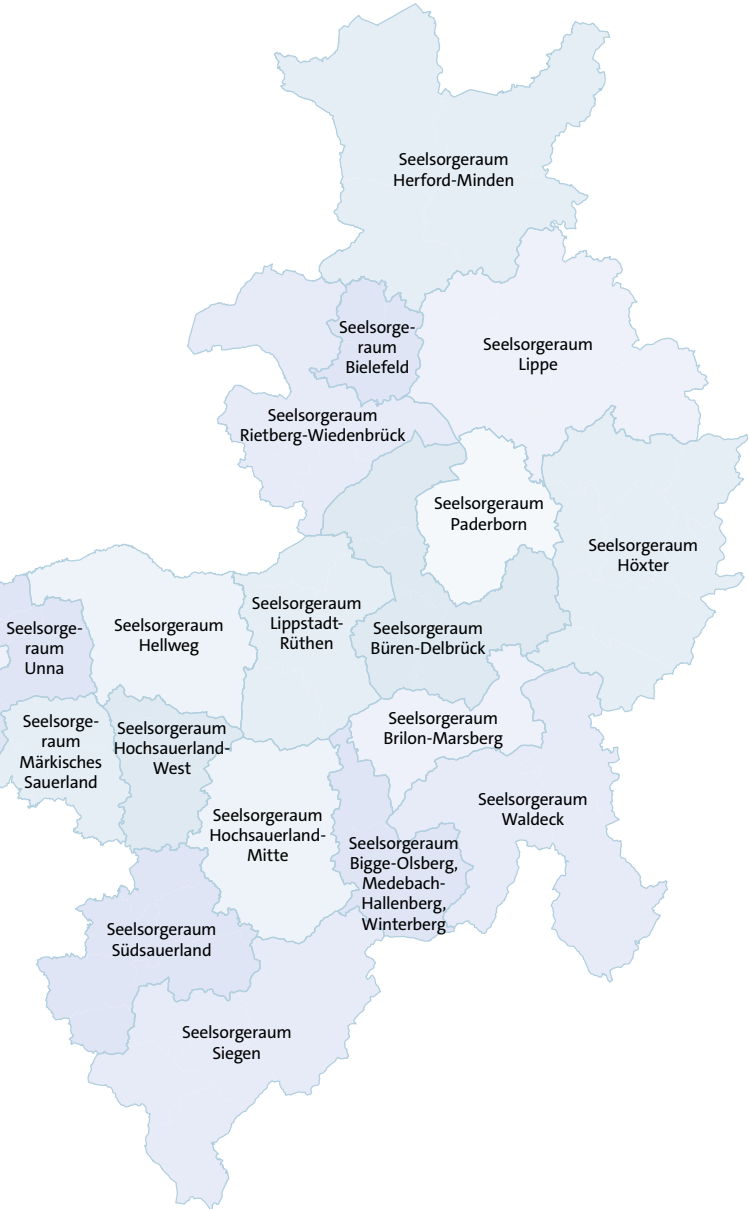 Seelsorgeraum
Herford-Minden
Seelsorge-
raum
Bielefeld
Seelsorgeraum
Lippe
Seelsorgeraum
Rietberg-Wiedenbrück
Seelsorgeraum
Paderborn
Seelsorgeraum
Höxter
Seelsorge-
raum
Unna
Seelsorgeraum
Hellweg
Seelsorgeraum
Lippstadt-
Rüthen
Seelsorgeraum
Büren-Delbrück
Seelsorge-
raum
Märkisches
Sauerland
Seelsorgeraum
Hochsauerland-
West
Seelsorgeraum
Brilon-Marsberg
Seelsorgeraum
Hochsauerland-
Mitte
Seelsorgeraum
Bigge-Olsberg,
Medebach-
Hallenberg,
Winterberg
Seelsorgeraum
Waldeck
Seelsorgeraum
Südsauerland
Seelsorgeraum
Siegen